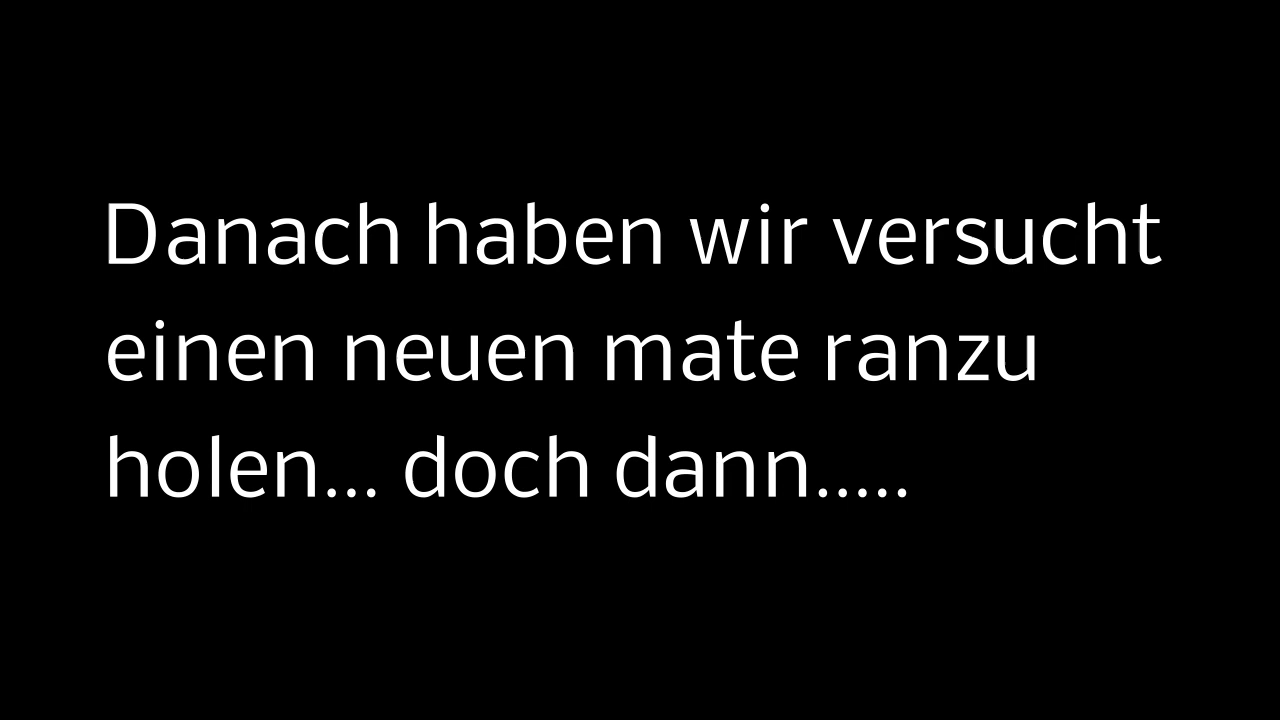 Danach haben wir versucht
einen neuen mate ranzu
holen... doch dann.....